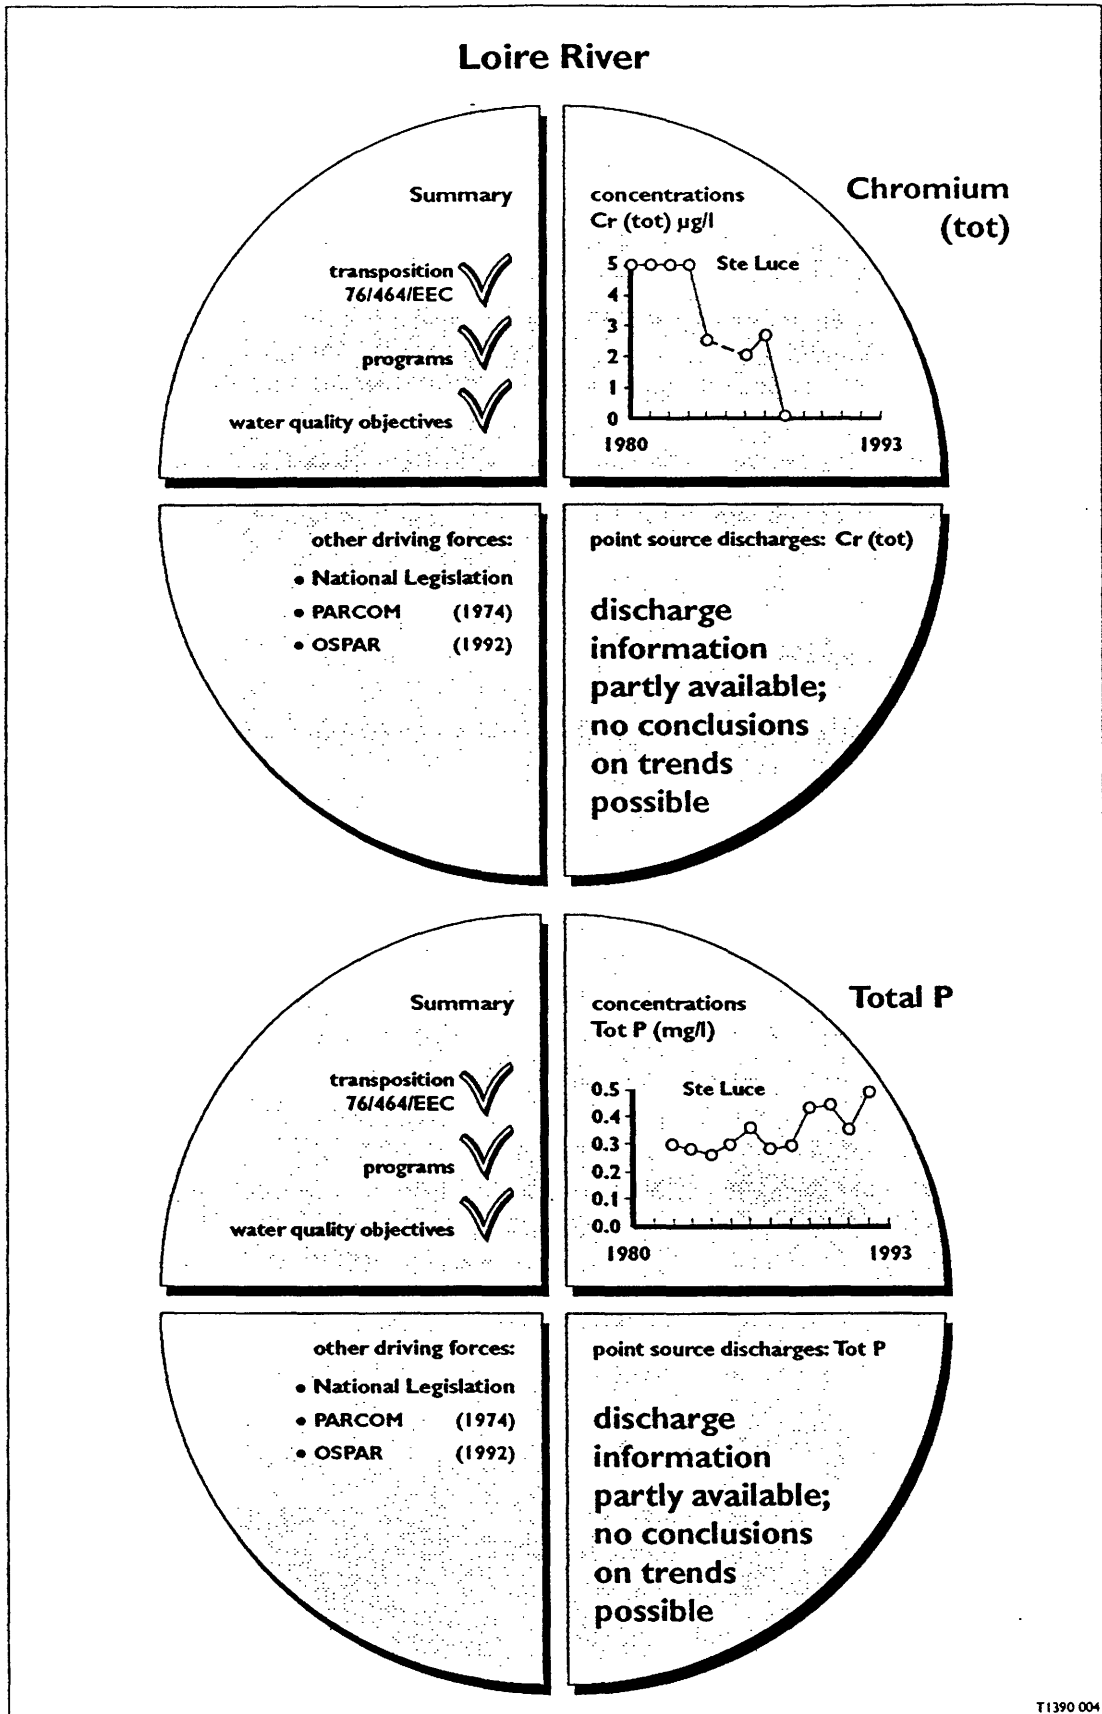 Loire River
Summary
transposition
76/464/EEC
programs
water quality objectives
concentrations
Cr (tot) µg/l
Chromium
(tot)
Ste Luce
5
4
3
2
1
0
1980
1993
other driving forces:
• National Legislation
• PARCOM (1974)
• OSPAR (1992)
point source discharges: Cr (tot)
discharge
information
partly available;
no conclusions
on trends
possible
Summary
transposition
76/464/EEC
programs
water quality objectives
concentrations
Tot P (mg/l)
Total P
Ste Luce
0.5
0.4
0.3
0.2
0.1
0.0
1980
1993
other driving forces:
• National Legislation
• PARCOM (1974)
• OSPAR (1992)
point source discharges: Tot P
discharge
information
partly available;
no conclusions
on trends
possible
T1390 004